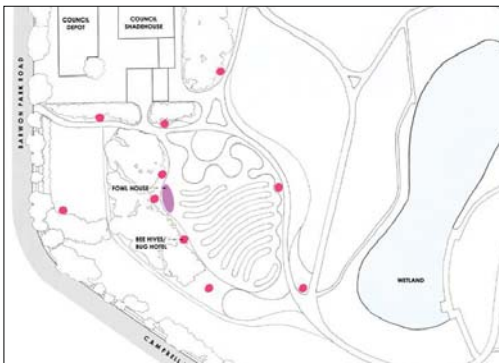 COUNCIL
DEPOT
COUNCIL
SHADEHOUSE
BARWON PARK ROAD
FOWL HOUSE
BEE HIVES/
BUG HOTEL
WETLAND
CAMPBELL